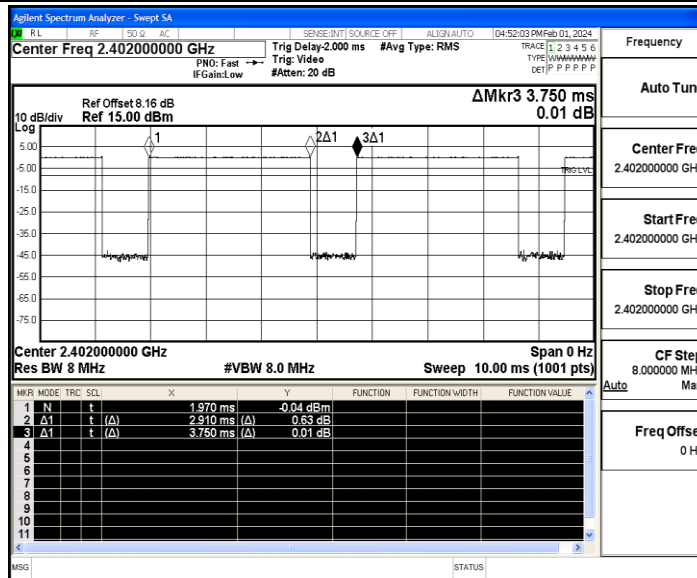 Agilent Spectrum Analyzer - Swept SA
RL RF 50 Ω AC SENSE:INT SOURCE OFF ALIGN AUTO 04:52:03 PM Feb 01, 2024
Center Freq 2.402000000 GHz
PNO: Fast
IFGain:Low
Trig Delay-2.000 ms
Trig: Video
#Atten: 20 dB
#Avg Type: RMS
TRACE 1 2 3 4 5 6
TYPE
DET P P P P P P
Ref Offset 8.16 dB
Ref 15.00 dBm
10 dB/div
Log
ΔMkr3 3.750 ms
0.01 dB
1
2Δ1
3Δ1
TRIG LVL
5.00
-5.00
-15.0
-25.0
-35.0
-45.0
-55.0
-65.0
-75.0
Center 2.402000000 GHz
Span 0 Hz
Res BW 8 MHz
#VBW 8.0 MHz
Sweep 10.00 ms (1001 pts)
MKR MODE TRC SCL X Y FUNCTION FUNCTION WIDTH FUNCTION VALUE
1 N t 1.970 ms -0.04 dBm
2 Δ1 t (Δ) 2.910 ms (Δ) 0.63 dB
3 Δ1 t (Δ) 3.750 ms (Δ) 0.01 dB
4
5
6
7
8
9
10
11
MSG
STATUS
Frequency
Auto Tun
Center Fre
2.402000000 GH
Start Fre
2.402000000 GH
Stop Fre
2.402000000 GH
CF Step
8.000000 MH
Auto Ma
Freq Offse
0 H